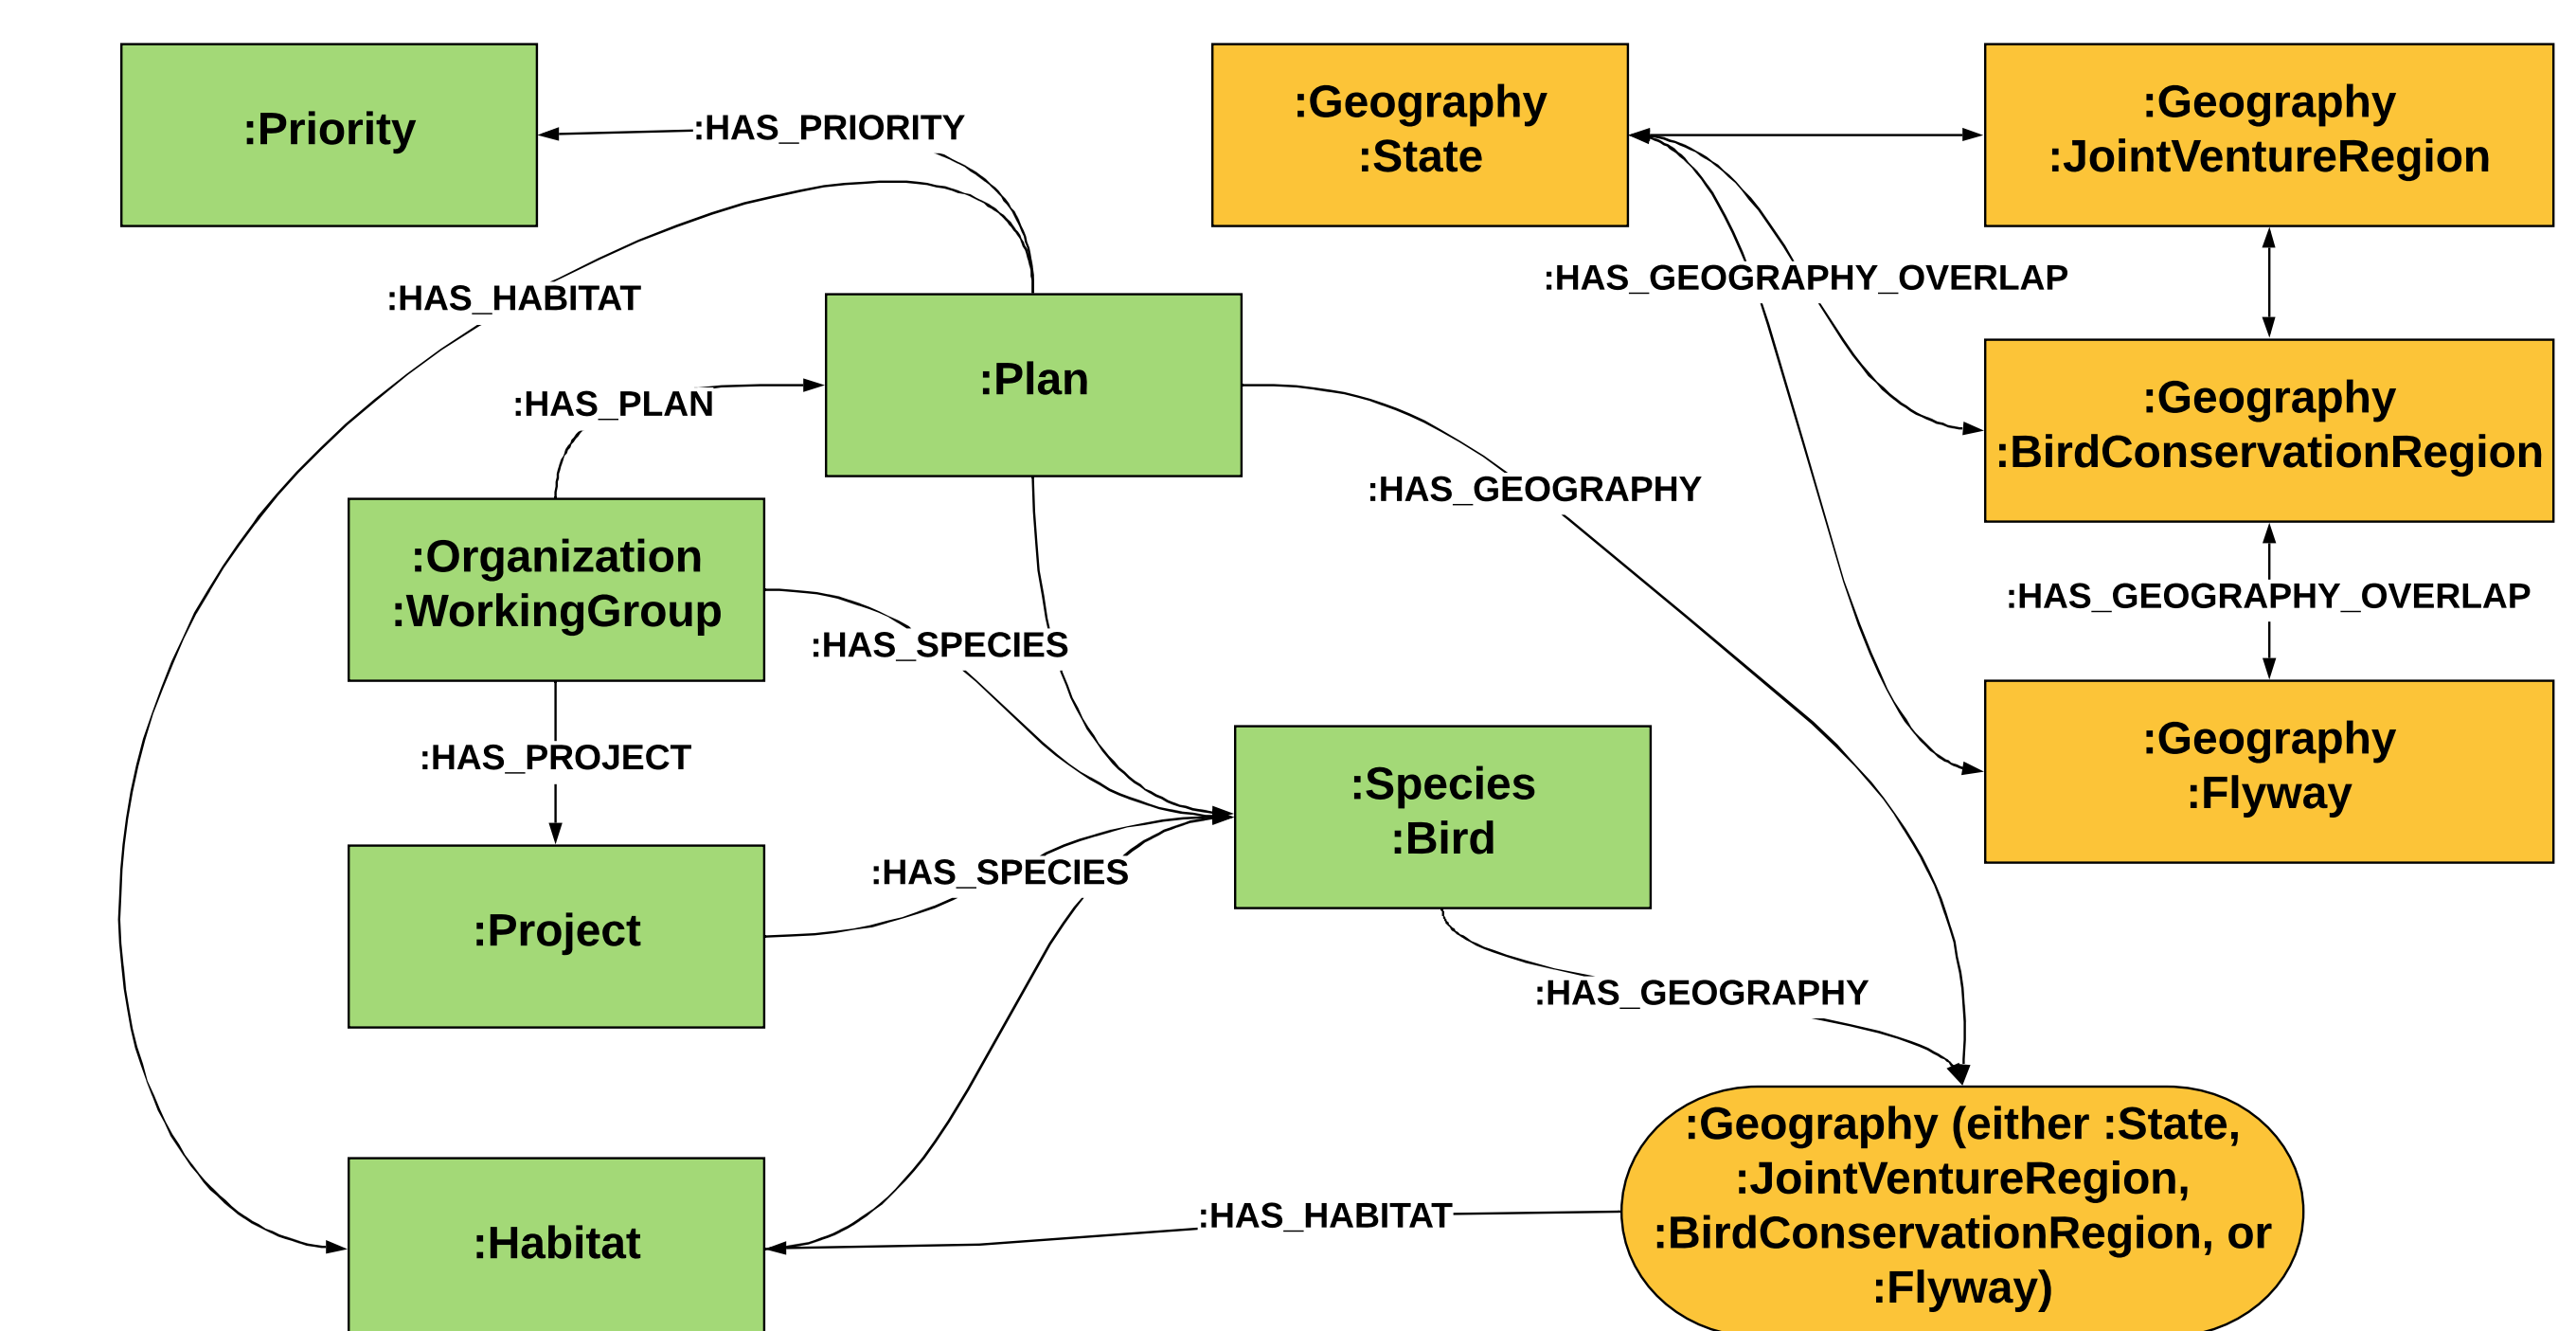 :Priority
:HAS_PRIORITY
:Geography
:State
:Geography
:JointVentureRegion
:HAS_HABITAT
:HAS_GEOGRAPHY_OVERLAP
:HAS_PLAN
:Plan
:Geography
:BirdConservationRegion
:HAS_GEOGRAPHY
:Organization
:WorkingGroup
:HAS_SPECIES
:HAS_GEOGRAPHY_OVERLAP
:HAS_PROJECT
:Species
:Bird
:Geography
:Flyway
:HAS_SPECIES
:Project
:HAS_GEOGRAPHY
:Habitat
:HAS_HABITAT
:Geography (either :State,
:JointVentureRegion,
:BirdConservationRegion, or
:Flyway)